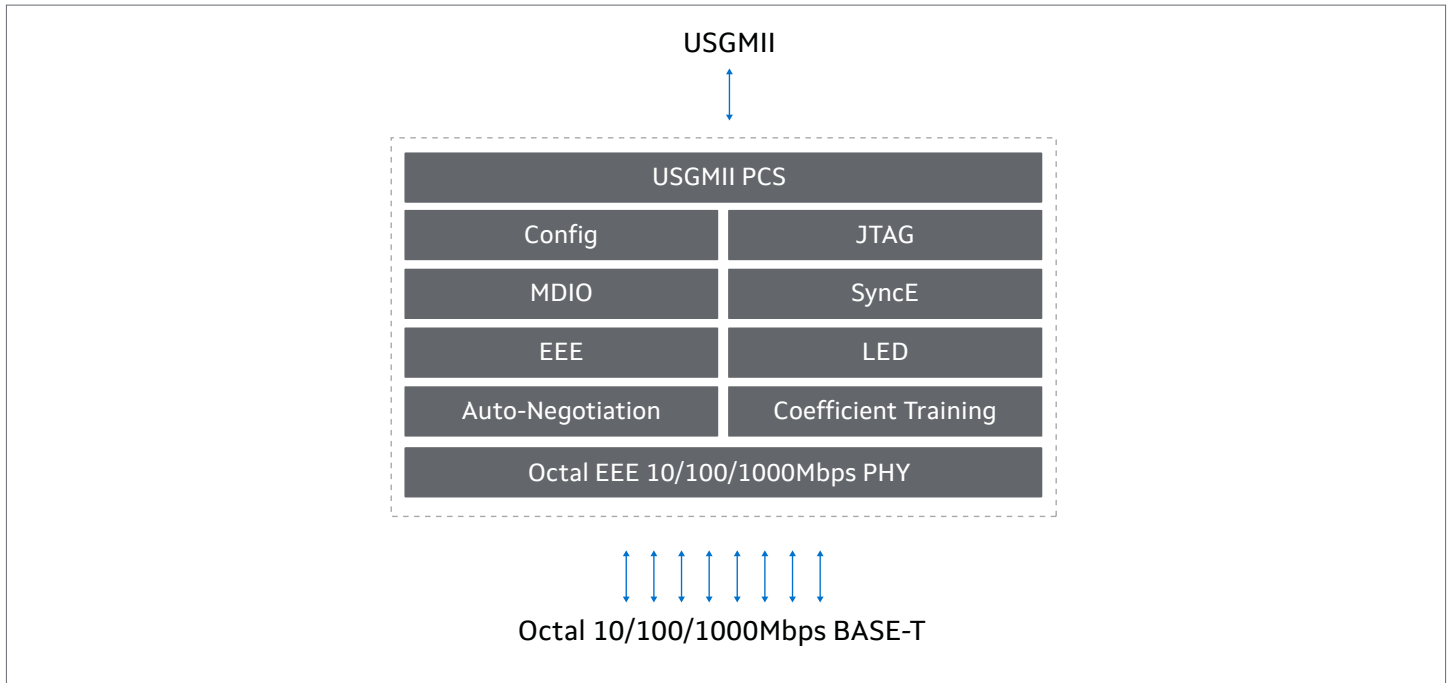 USGMII
USGMII PCS
Config
JTAG
MDIO
SyncE
EEE
LED
Auto-Negotiation
Coefficient Training
Octal EEE 10/100/1000Mbps PHY
Octal 10/100/1000Mbps BASE-T